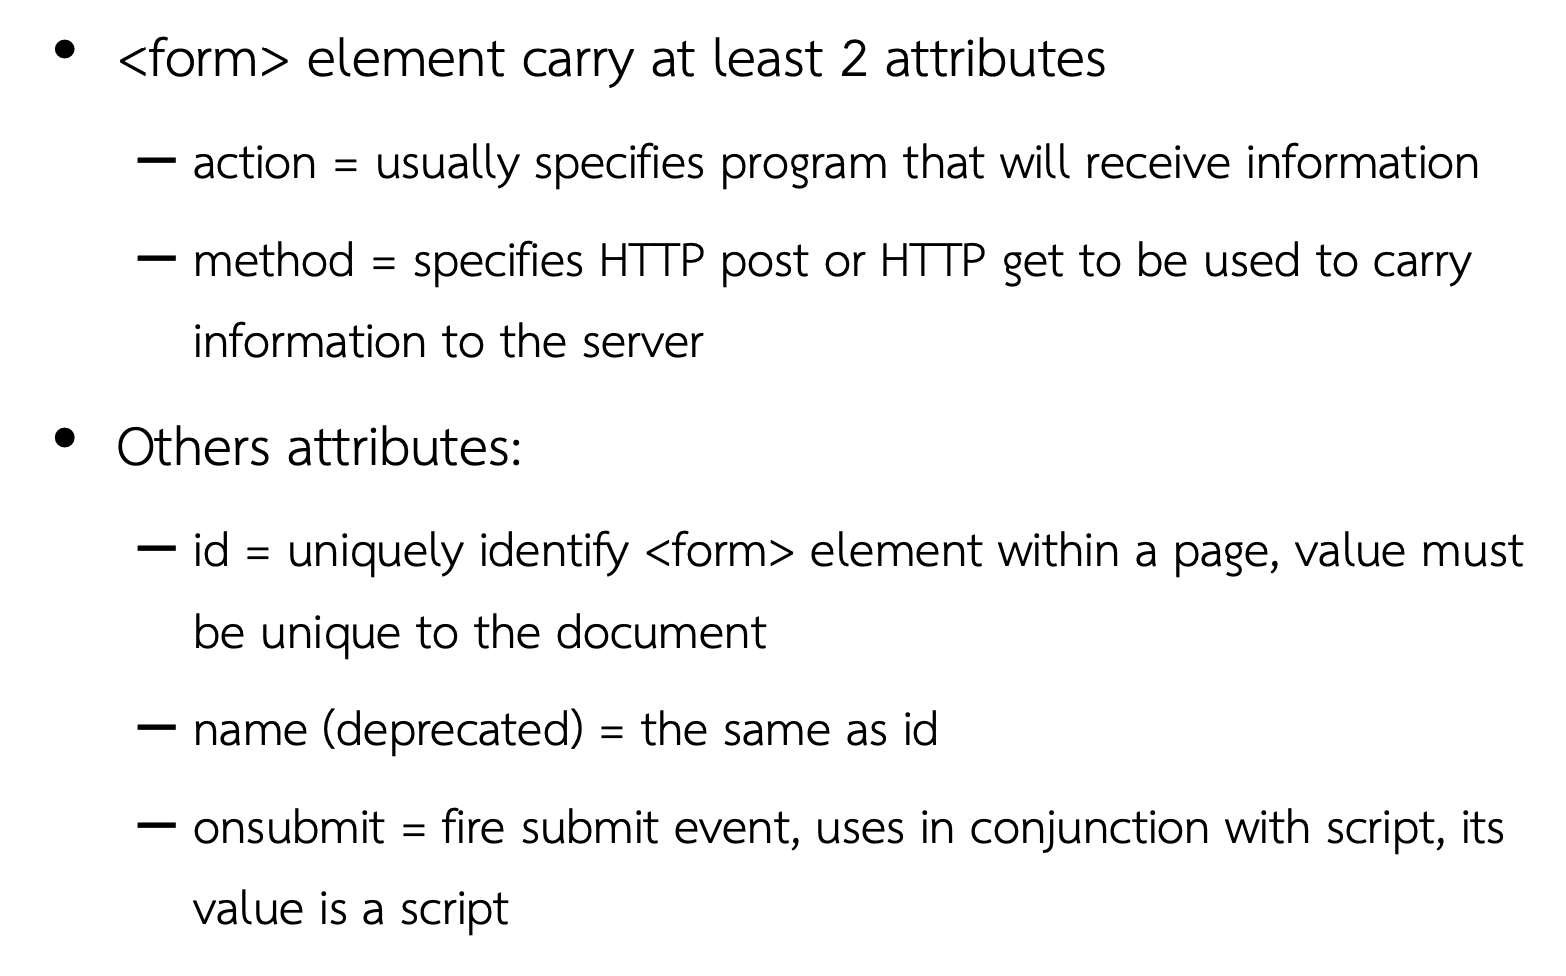 • <form> element carry at least 2 attributes
– action = usually specifies program that will receive information
– method = specifies HTTP post or HTTP get to be used to carry
information to the server
• Others attributes:
– id = uniquely identify <form> element within a page, value must
be unique to the document
– name (deprecated) = the same as id
– onsubmit = fire submit event, uses in conjunction with script, its
value is a script